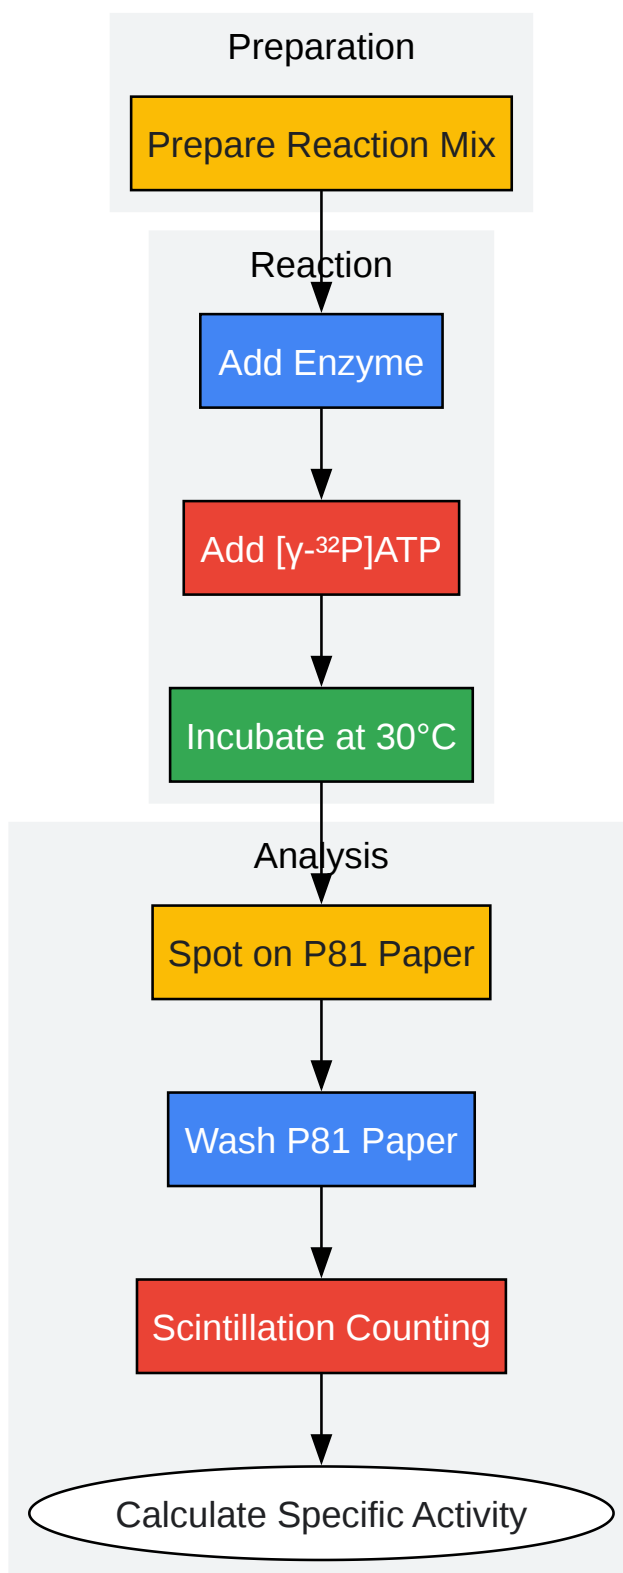 Preparation
Prepare Reaction Mix
Reaction
Add Enzyme
Add [γ-³²P]ATP
Incubate at 30°C
Analysis
Spot on P81 Paper
Wash P81 Paper
Scintillation Counting
Calculate Specific Activity